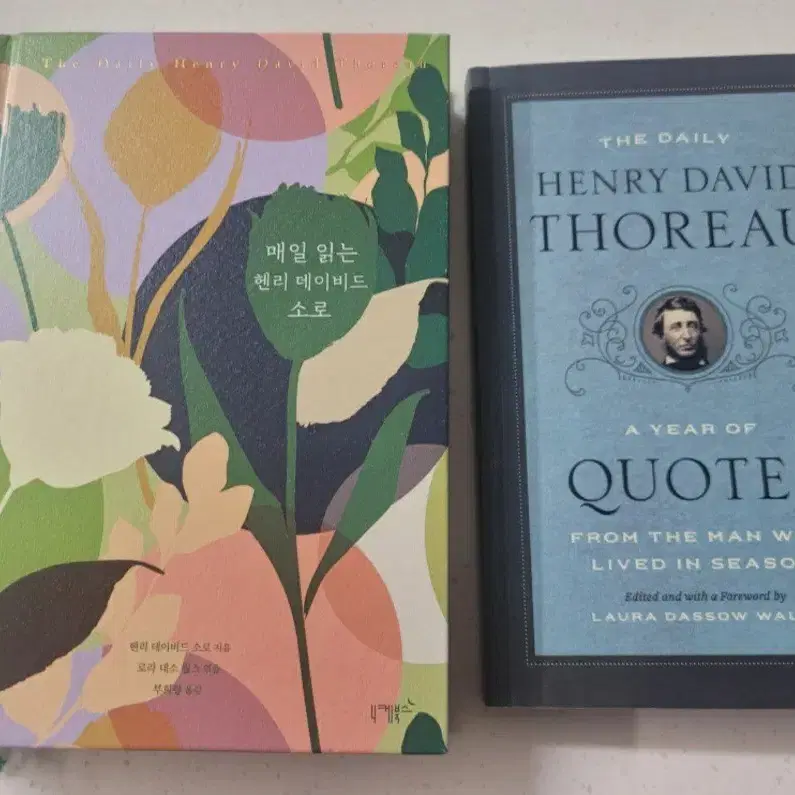 The Daily Henry David Thoreau
매일 읽는
헨리 데이비드
소로
헨리 데이비드 소로 지음
로라 대소 월스 엮음
부희령 옮김
니케북스
THE DAILY
HENRY DAVID
THOREAU
A YEAR OF
QUOTE
FROM THE MAN W
LIVED IN SEASO
Edited and with a Foreword by
LAURA DASSOW WAL